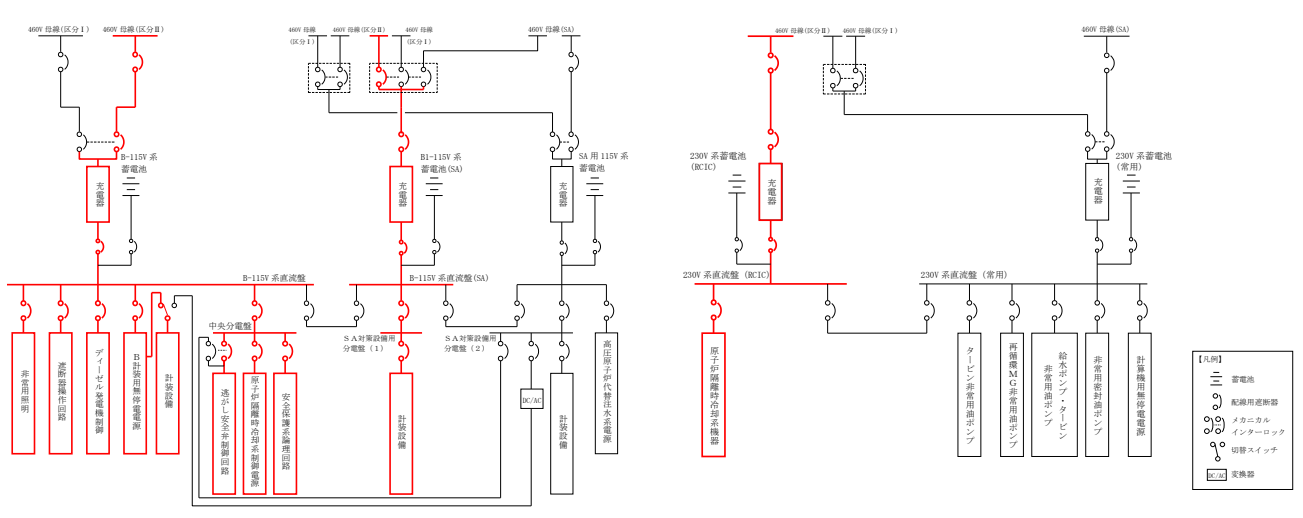 460V 母線(区分Ⅰ)
460V 母線(区分Ⅱ)
460V 母線
(区分Ⅰ)
460V 母線(区分Ⅱ)
460V 母線
(区分Ⅰ)
460V 母線(SA)
460V 母線(区分Ⅱ)
460V 母線(区分Ⅰ)
460V 母線(SA)
B-115V 系
蓄電池
B1-115V 系
蓄電池(SA)
SA 用 115V 系
蓄電池
230V 系蓄電池
(RCIC)
230V 系蓄電池
(常用)
充電器
充電器
充電器
充電器
充電器
B-115V 系直流盤
B-115V 系直流盤(SA)
230V 系直流盤 (RCIC)
230V 系直流盤 (常用)
中央分電盤
SA対策設備用
分電盤(1)
SA対策設備用
分電盤(2)
非常用照明
遮断器操作回路
ディーゼル発電機制御
B計装用無停電電源
計装設備
逃がし安全弁制御回路
原子炉隔離時冷却系制御電源
安全保護系論理回路
計装設備
DC/AC
計装設備
高圧原子炉代替注水系電源
原子炉隔離時冷却系機器
タービン非常用油ポンプ
再循環MG非常用油ポンプ
給水ポンプ・タービン
非常用油ポンプ
非常用密封油ポンプ
計算機用無停電電源
【凡例】
蓄電池
配線用遮断器
メカニカル
インターロック
切替スイッチ
DC/AC
変換器